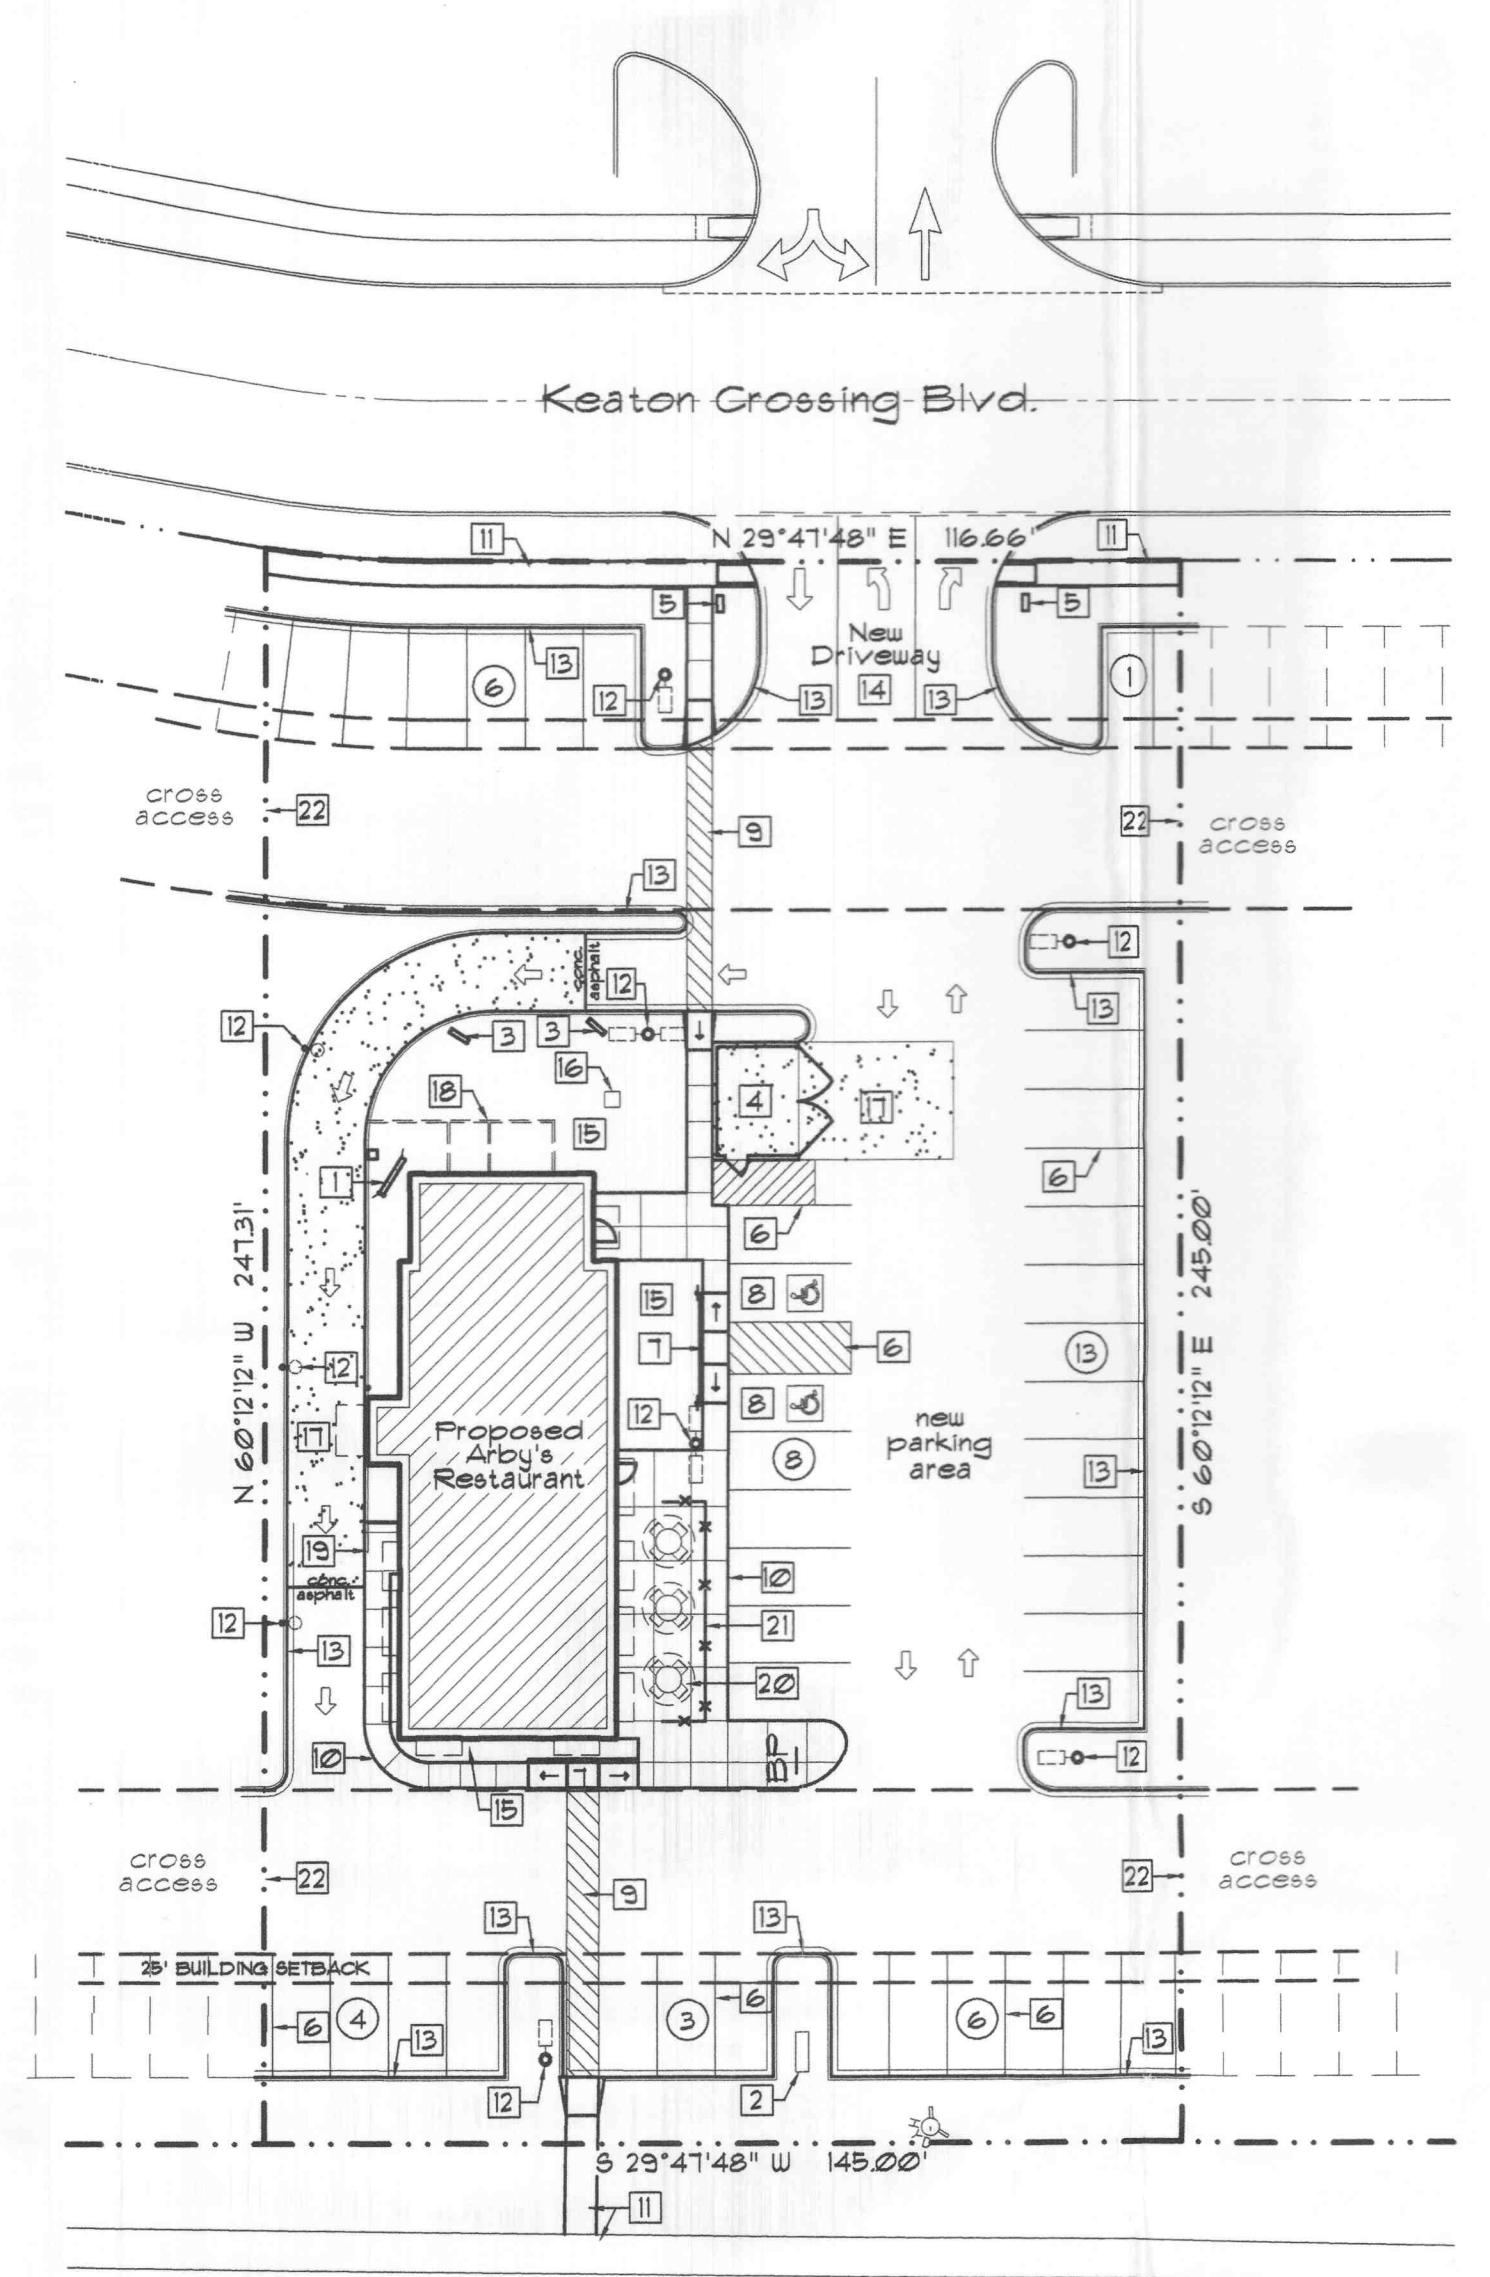 Keaton Crossing Blvd.
N 29°47'48" E 116.66'
11
11
5
5
New
Driveway
14
13
6
12
13
13
1
cross
access
22
9
22
cross
access
13
12
13
conc.
asphalt
12
12
3
3
16
18
15
4
17
1
6
6
N 60°12'12" W 247.31'
S 60°12'12" E 245.00'
15
8
7
6
13
12
8
12
17
Proposed
Arby's
Restaurant
8
new
parking
area
13
19
conc.
asphalt
10
21
12
13
20
13
10
BP
12
15
cross
access
22
22
cross
access
9
13
13
25' BUILDING SETBACK
6
4
13
3
6
6
6
13
12
2
S 29°47'48" W 145.00'
11